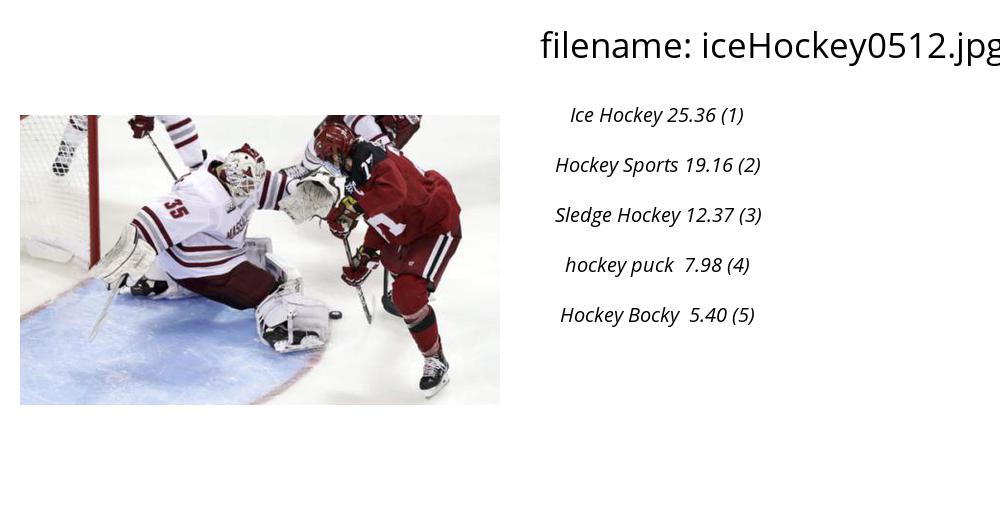 filename: iceHockey0512.jpg
Ice Hockey 25.36 (1)
Hockey Sports 19.16 (2)
Sledge Hockey 12.37 (3)
hockey puck 7.98 (4)
Hockey Bocky 5.40 (5)
35